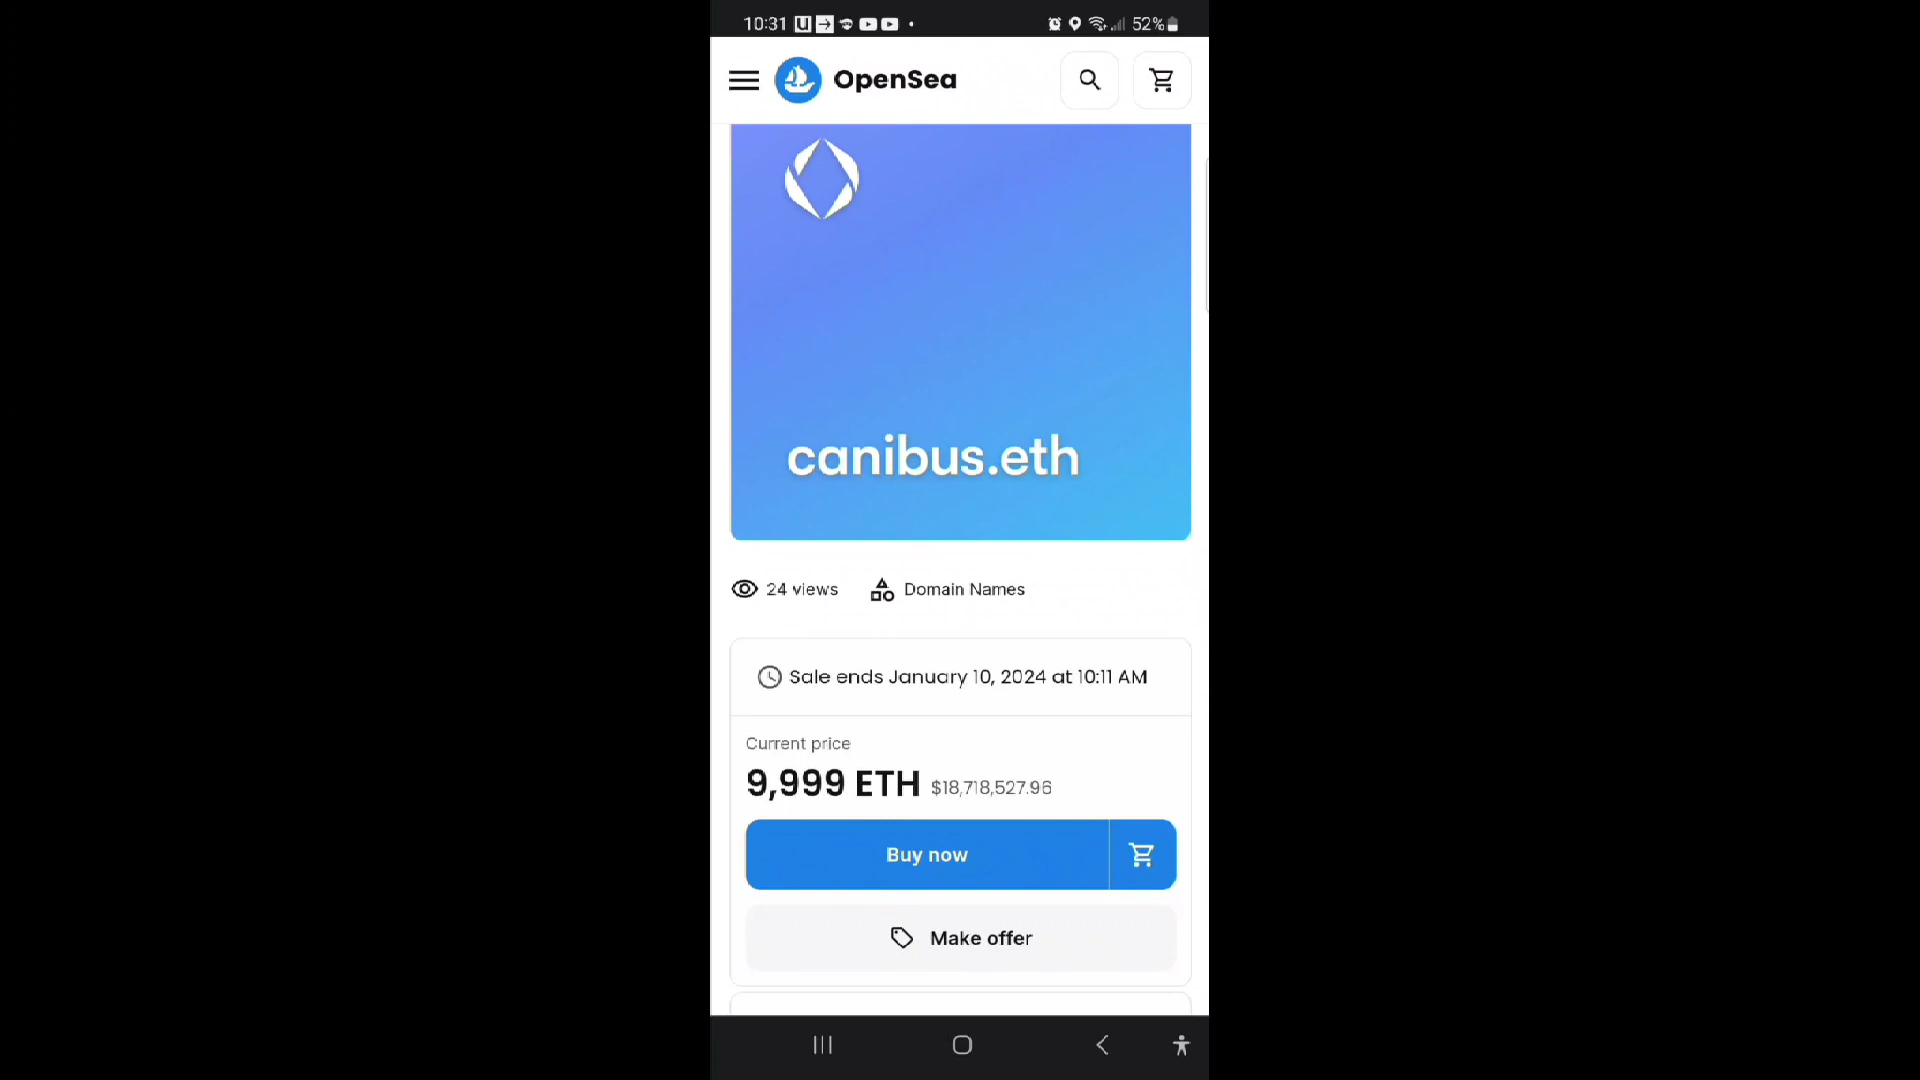 10:31 52%
OpenSea
canibus.eth
24 views Domain Names
Sale ends January 10, 2024 at 10:11 AM
Current price
9,999 ETH $18,718,527.96
Buy now
Make offer